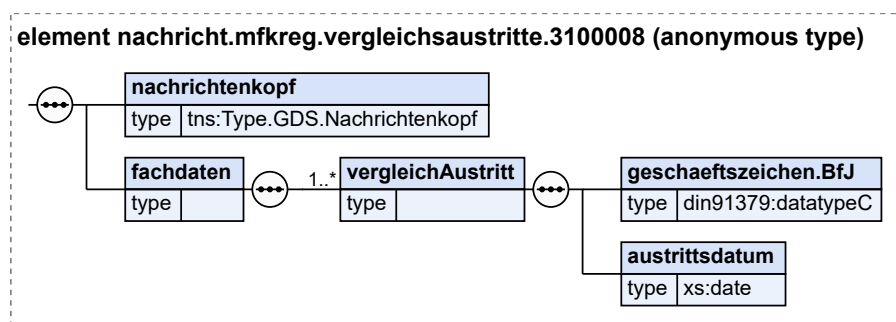 element nachricht.mfkreg.vergleichsaustritte.3100008 (anonymous type)
nachrichtenkopf
type tns:Type.GDS.Nachrichtenkopf
fachdaten
type
1..*
vergleichAustritt
type
geschaeftszeichen.BfJ
type din91379:datatypeC
austrittsdatum
type xs:date